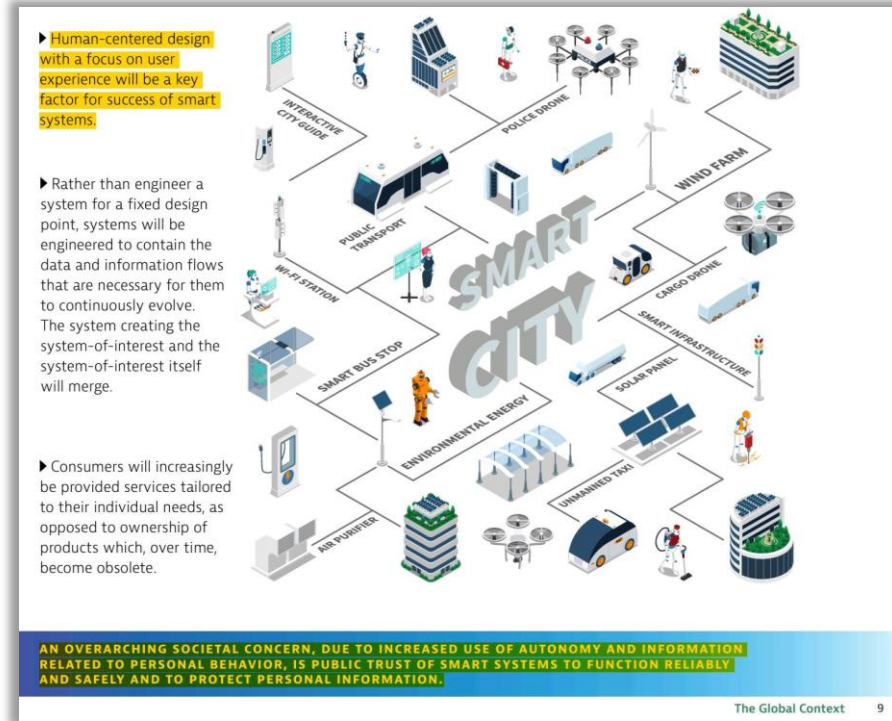 ▶ Human-centered design
with a focus on user
experience will be a key
factor for success of smart
systems.
▶ Rather than engineer a
system for a fixed design
point, systems will be
engineered to contain the
data and information flows
that are necessary for them
to continuously evolve.
The system creating the
system-of-interest and the
system-of-interest itself
will merge.
▶ Consumers will increasingly
be provided services tailored
to their individual needs, as
opposed to ownership of
products which, over time,
become obsolete.
INTERACTIVE
CITY GUIDE
POLICE DRONE
WIND FARM
PUBLIC
TRANSPORT
WI-FI STATION
SMART
CITY
CARGO DRONE
SMART INFRASTRUCTURE
SMART BUS STOP
SOLAR PANEL
ENVIRONMENTAL ENERGY
UNMANNED TAXI
AIR PURIFIER
AN OVERARCHING SOCIETAL CONCERN, DUE TO INCREASED USE OF AUTONOMY AND INFORMATION
RELATED TO PERSONAL BEHAVIOR, IS PUBLIC TRUST OF SMART SYSTEMS TO FUNCTION RELIABLY
AND SAFELY AND TO PROTECT PERSONAL INFORMATION.
The Global Context 9